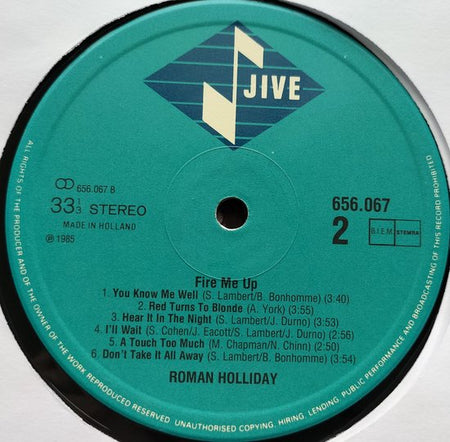 JIVE
656.067 B
33 1/3 STEREO
MADE IN HOLLAND
℗ 1985
656.067
2
B.I.E.M. STEMRA
Fire Me Up
1. You Know Me Well (S. Lambert/B. Bonhomme) (3:40)
2. Red Turns To Blonde (A. York) (3:55)
3. Hear It In The Night (S. Lambert/J. Durno) (3:30)
4. I'll Wait (S. Cohen/J. Eacott/S. Lambert/J. Durno) (3:52)
5. A Touch Too Much (M. Chapman/N. Chinn) (2:50)
6. Don't Take It All Away (S. Lambert/B. Bonhomme) (3:54)
ROMAN HOLLIDAY
ALL RIGHTS OF THE PRODUCER AND OF THE OWNER OF THE WORK REPRODUCED RESERVED. UNAUTHORISED COPYING, HIRING, LENDING, PUBLIC PERFORMANCE AND BROADCASTING OF THIS RECORD PROHIBITED